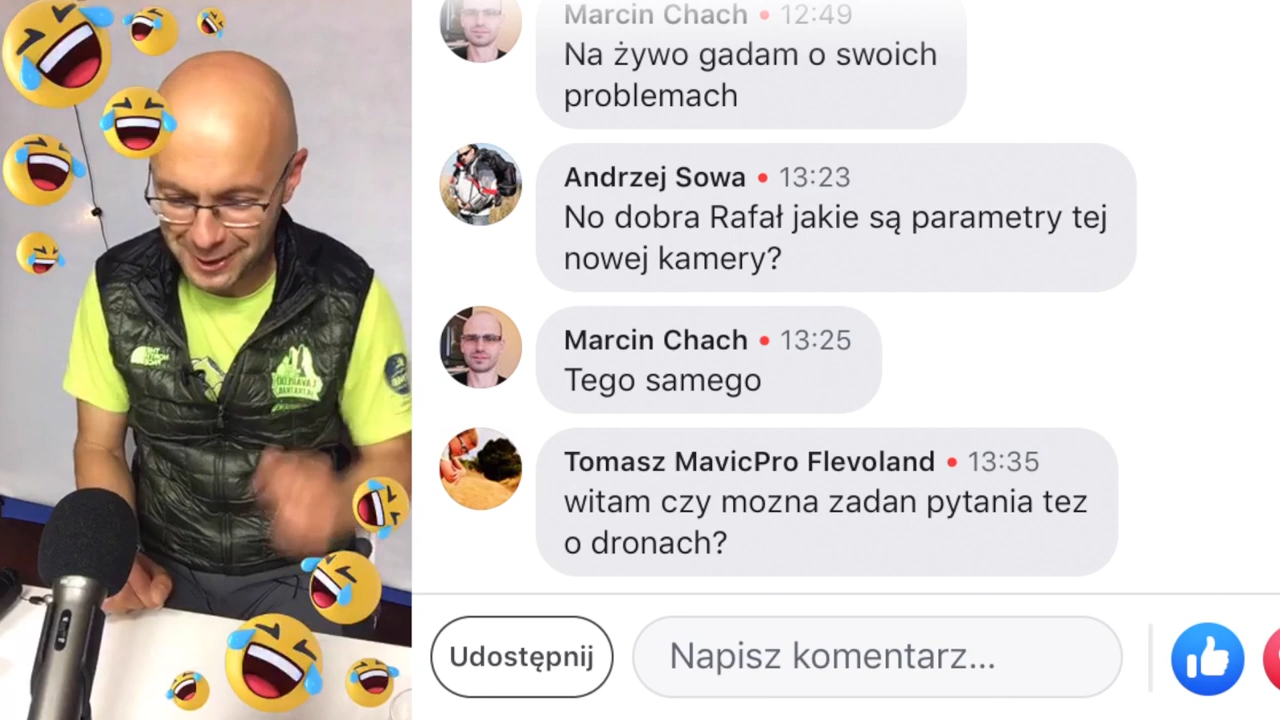 Marcin Chach • 12:49
Na żywo gadam o swoich
problemach
Andrzej Sowa • 13:23
No dobra Rafał jakie są parametry tej
nowej kamery?
Marcin Chach • 13:25
Tego samego
Tomasz MavicPro Flevoland • 13:35
witam czy mozna zadan pytania tez
o dronach?
Udostępnij
Napisz komentarz...